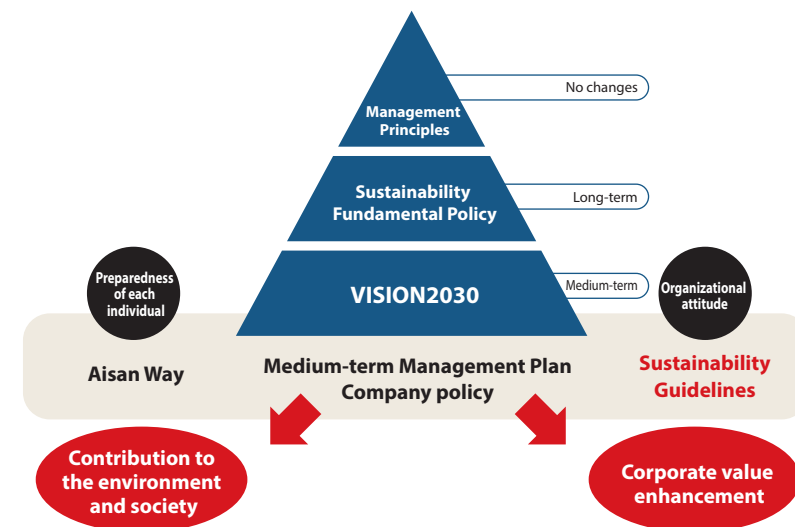 Management
Principles
No changes
Sustainability
Fundamental Policy
Long-term
VISION2030
Medium-term
Preparedness
of each
individual
Organizational
attitude
Aisan Way
Medium-term Management Plan
Company policy
Sustainability
Guidelines
Contribution to
the environment
and society
Corporate value
enhancement